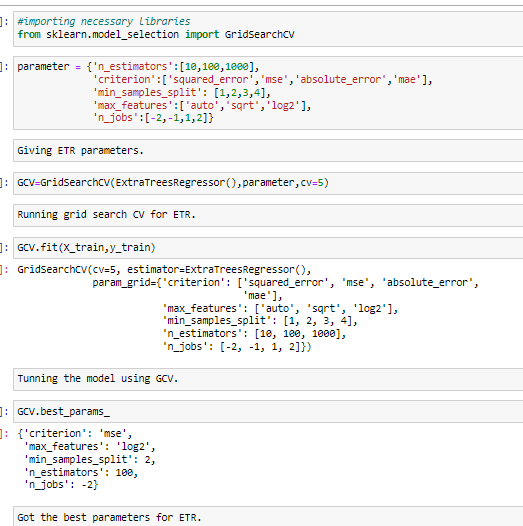 ]: #importing necessary libraries
from sklearn.model_selection import GridSearchCV
]: parameter = {'n_estimators':[10,100,1000],
'criterion':['squared_error','mse','absolute_error','mae'],
'min_samples_split': [1,2,3,4],
'max_features':['auto','sqrt','log2'],
'n_jobs':[-2,-1,1,2]}
Giving ETR parameters.
]: GCV=GridSearchCV(ExtraTreesRegressor(),parameter,cv=5)
Running grid search CV for ETR.
]: GCV.fit(X_train,y_train)
]: GridSearchCV(cv=5, estimator=ExtraTreesRegressor(),
param_grid={'criterion': ['squared_error', 'mse', 'absolute_error',
'mae'],
'max_features': ['auto', 'sqrt', 'log2'],
'min_samples_split': [1, 2, 3, 4],
'n_estimators': [10, 100, 1000],
'n_jobs': [-2, -1, 1, 2]})
Tunning the model using GCV.
]: GCV.best_params_
]: {'criterion': 'mse',
'max_features': 'log2',
'min_samples_split': 2,
'n_estimators': 100,
'n_jobs': -2}
Got the best parameters for ETR.